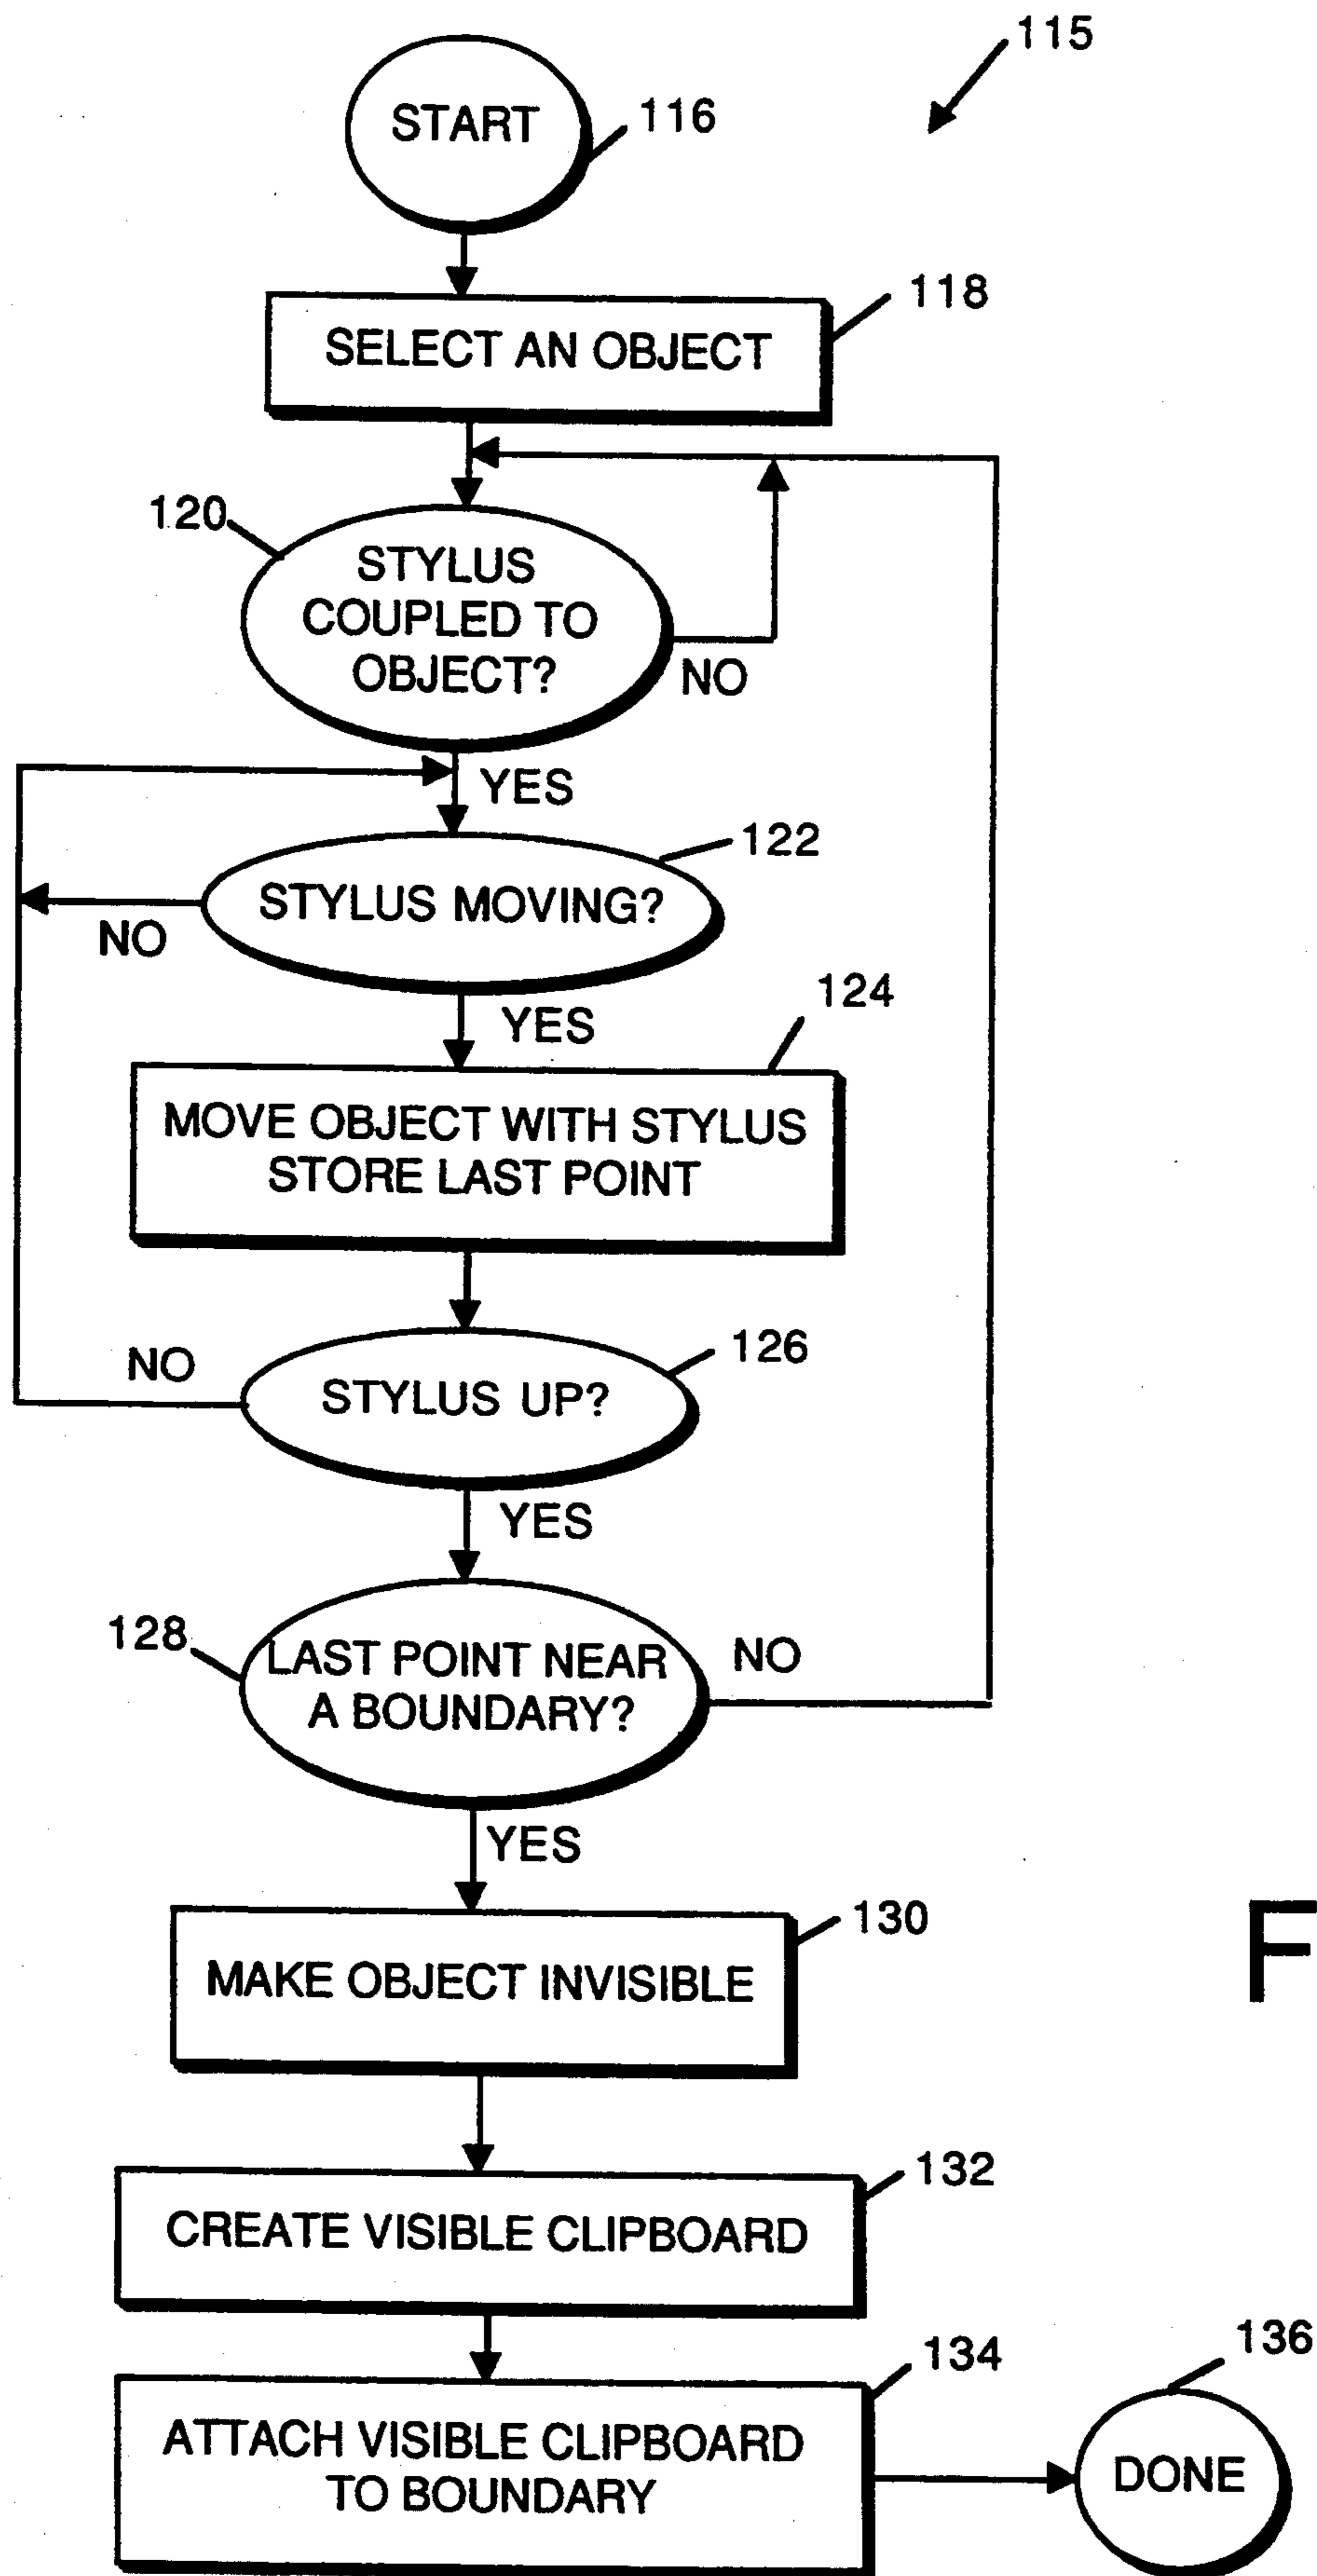 115
START
116
SELECT AN OBJECT
118
120
STYLUS
COUPLED TO
OBJECT?
NO
YES
122
STYLUS MOVING?
NO
YES
124
MOVE OBJECT WITH STYLUS
STORE LAST POINT
NO
126
STYLUS UP?
YES
128
LAST POINT NEAR
A BOUNDARY?
NO
YES
130
MAKE OBJECT INVISIBLE
F
132
CREATE VISIBLE CLIPBOARD
134
136
ATTACH VISIBLE CLIPBOARD
TO BOUNDARY
DONE